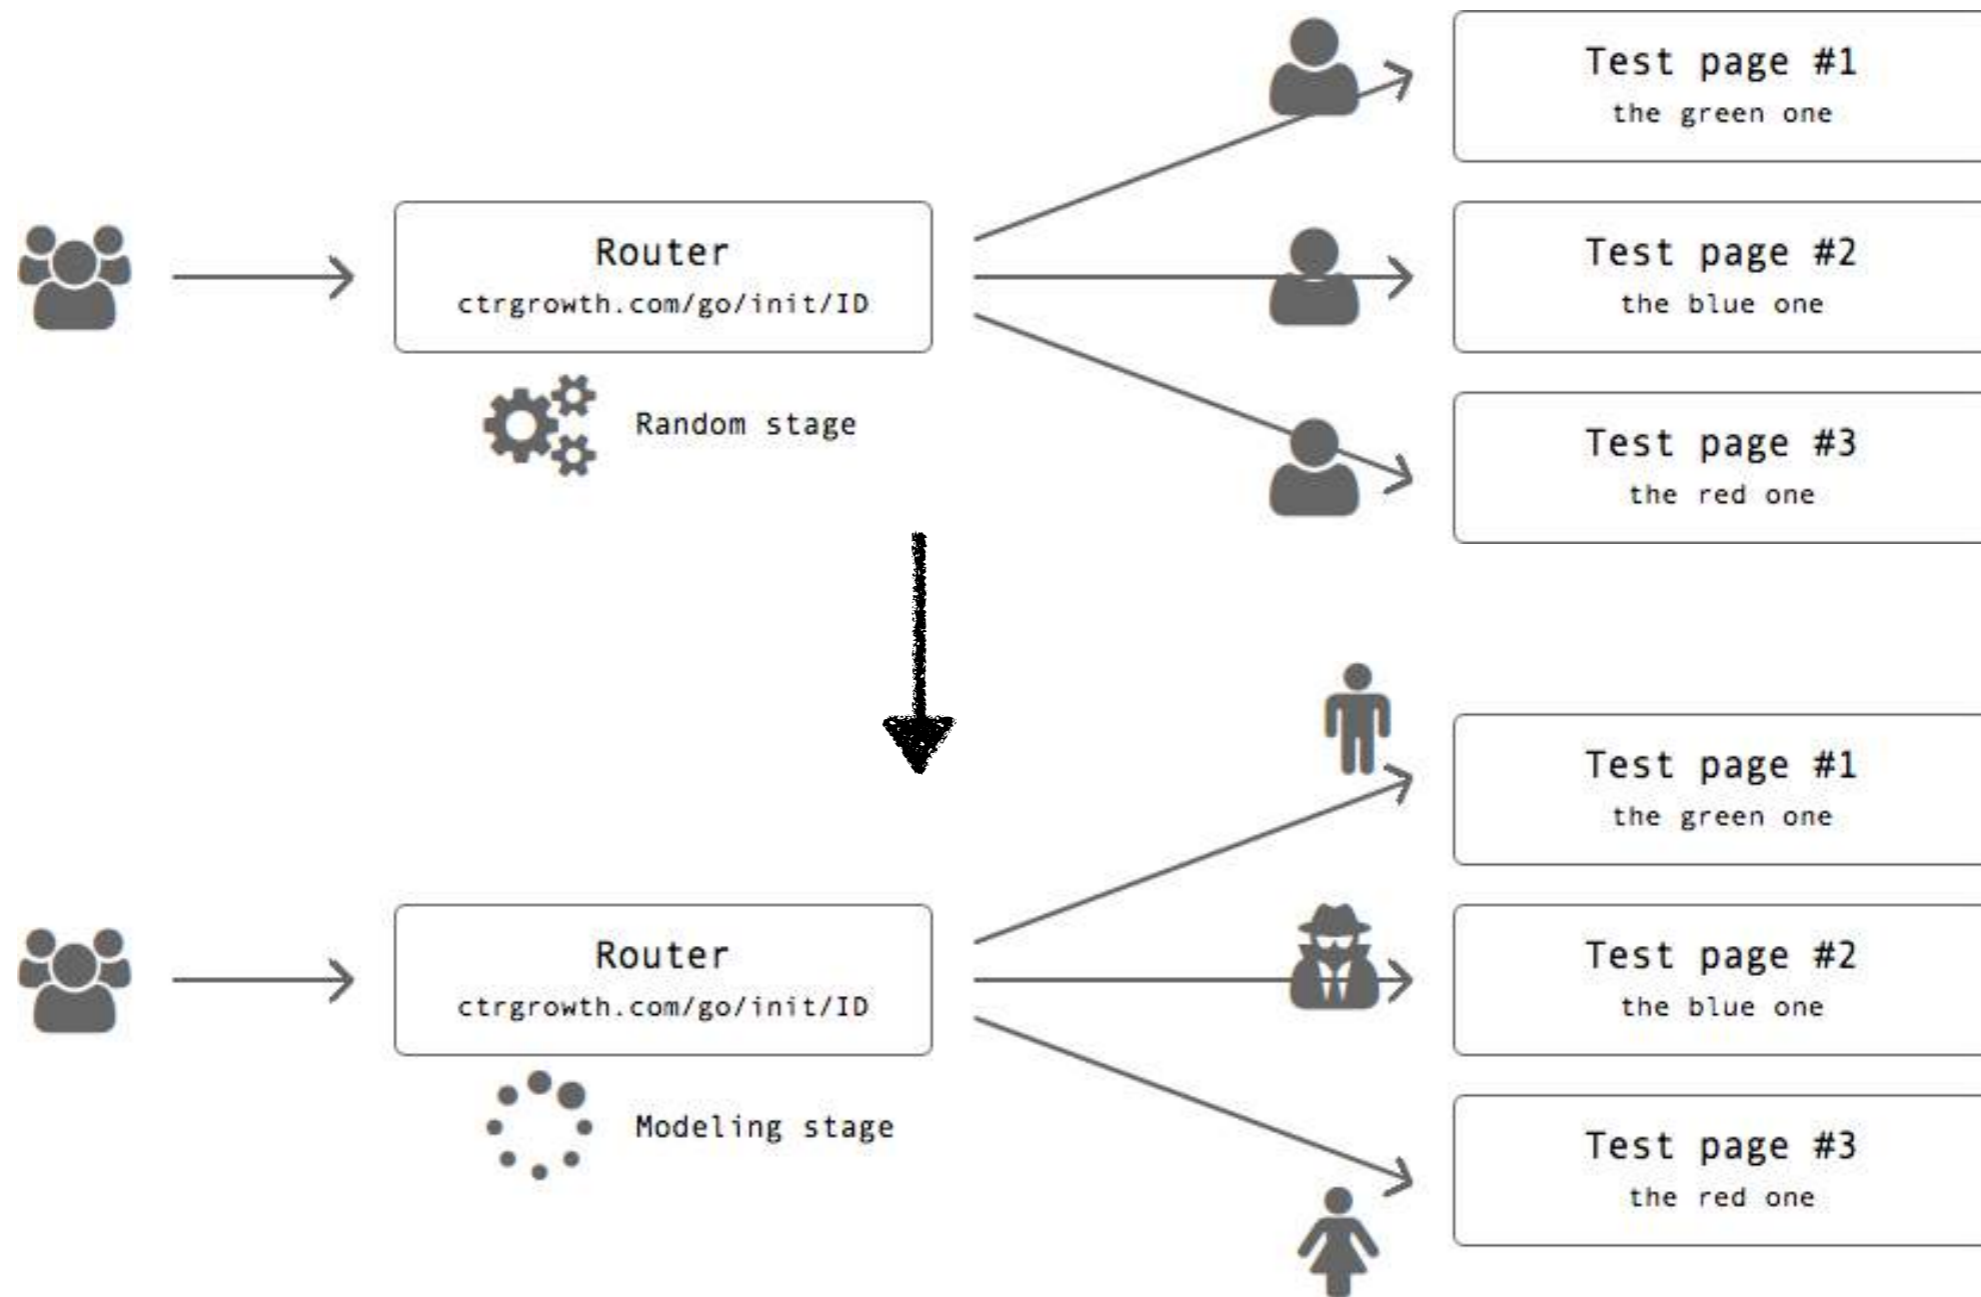 Test page #1
the green one
Router
ctrgrowth.com/go/init/ID
Test page #2
the blue one
Random stage
Test page #3
the red one
Test page #1
the green one
Router
ctrgrowth.com/go/init/ID
Test page #2
the blue one
Modeling stage
Test page #3
the red one